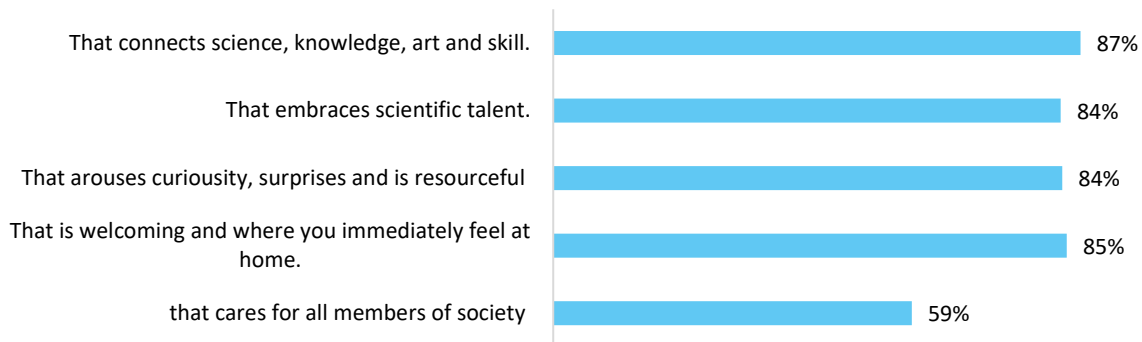 That connects science, knowledge, art and skill. 87%
That embraces scientific talent. 84%
That arouses curiousity, surprises and is resourceful 84%
That is welcoming and where you immediately feel at
home. 85%
that cares for all members of society 59%